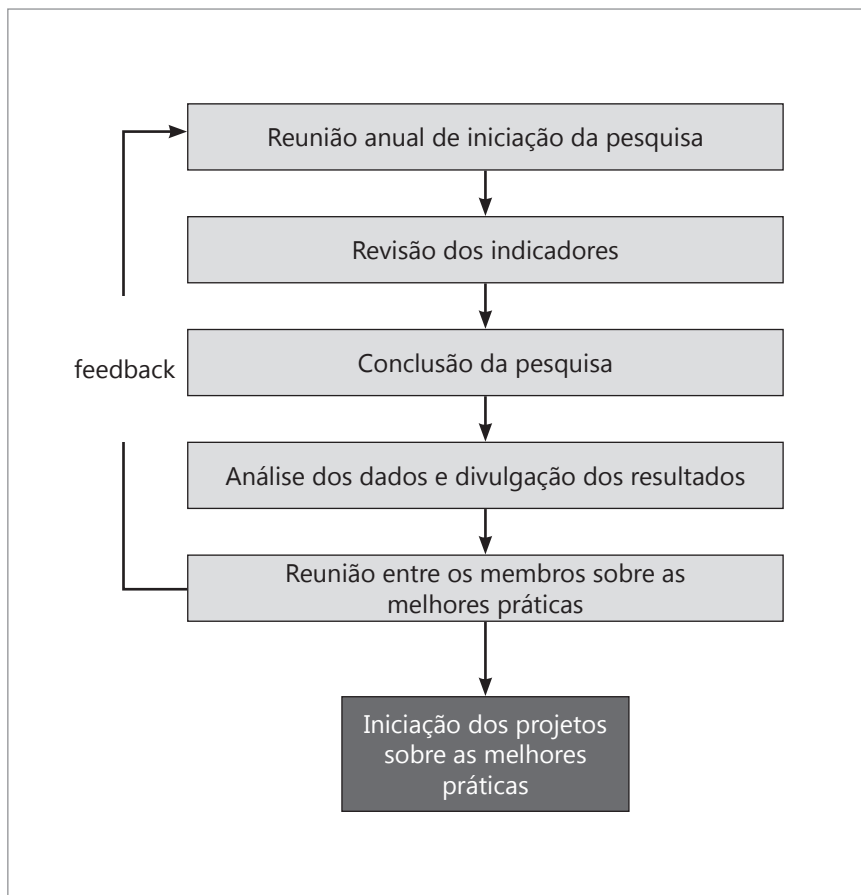 Reunião anual de iniciação da pesquisa
Revisão dos indicadores
feedback
Conclusão da pesquisa
Análise dos dados e divulgação dos resultados
Reunião entre os membros sobre as
melhores práticas
Iniciação dos projetos
sobre as melhores
práticas